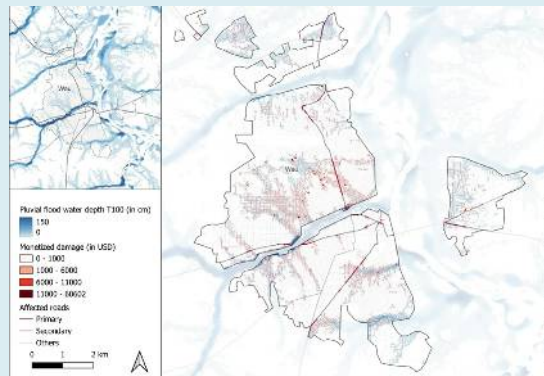 Wau
Pluvial flood water depth T100 (in cm)
150
0
Monetized damage (in USD)
0 - 1000
1000 - 6000
6000 - 11000
11000 - 60602
Affected roads
Primary
Secondary
Others
0 1 2 km
Wau